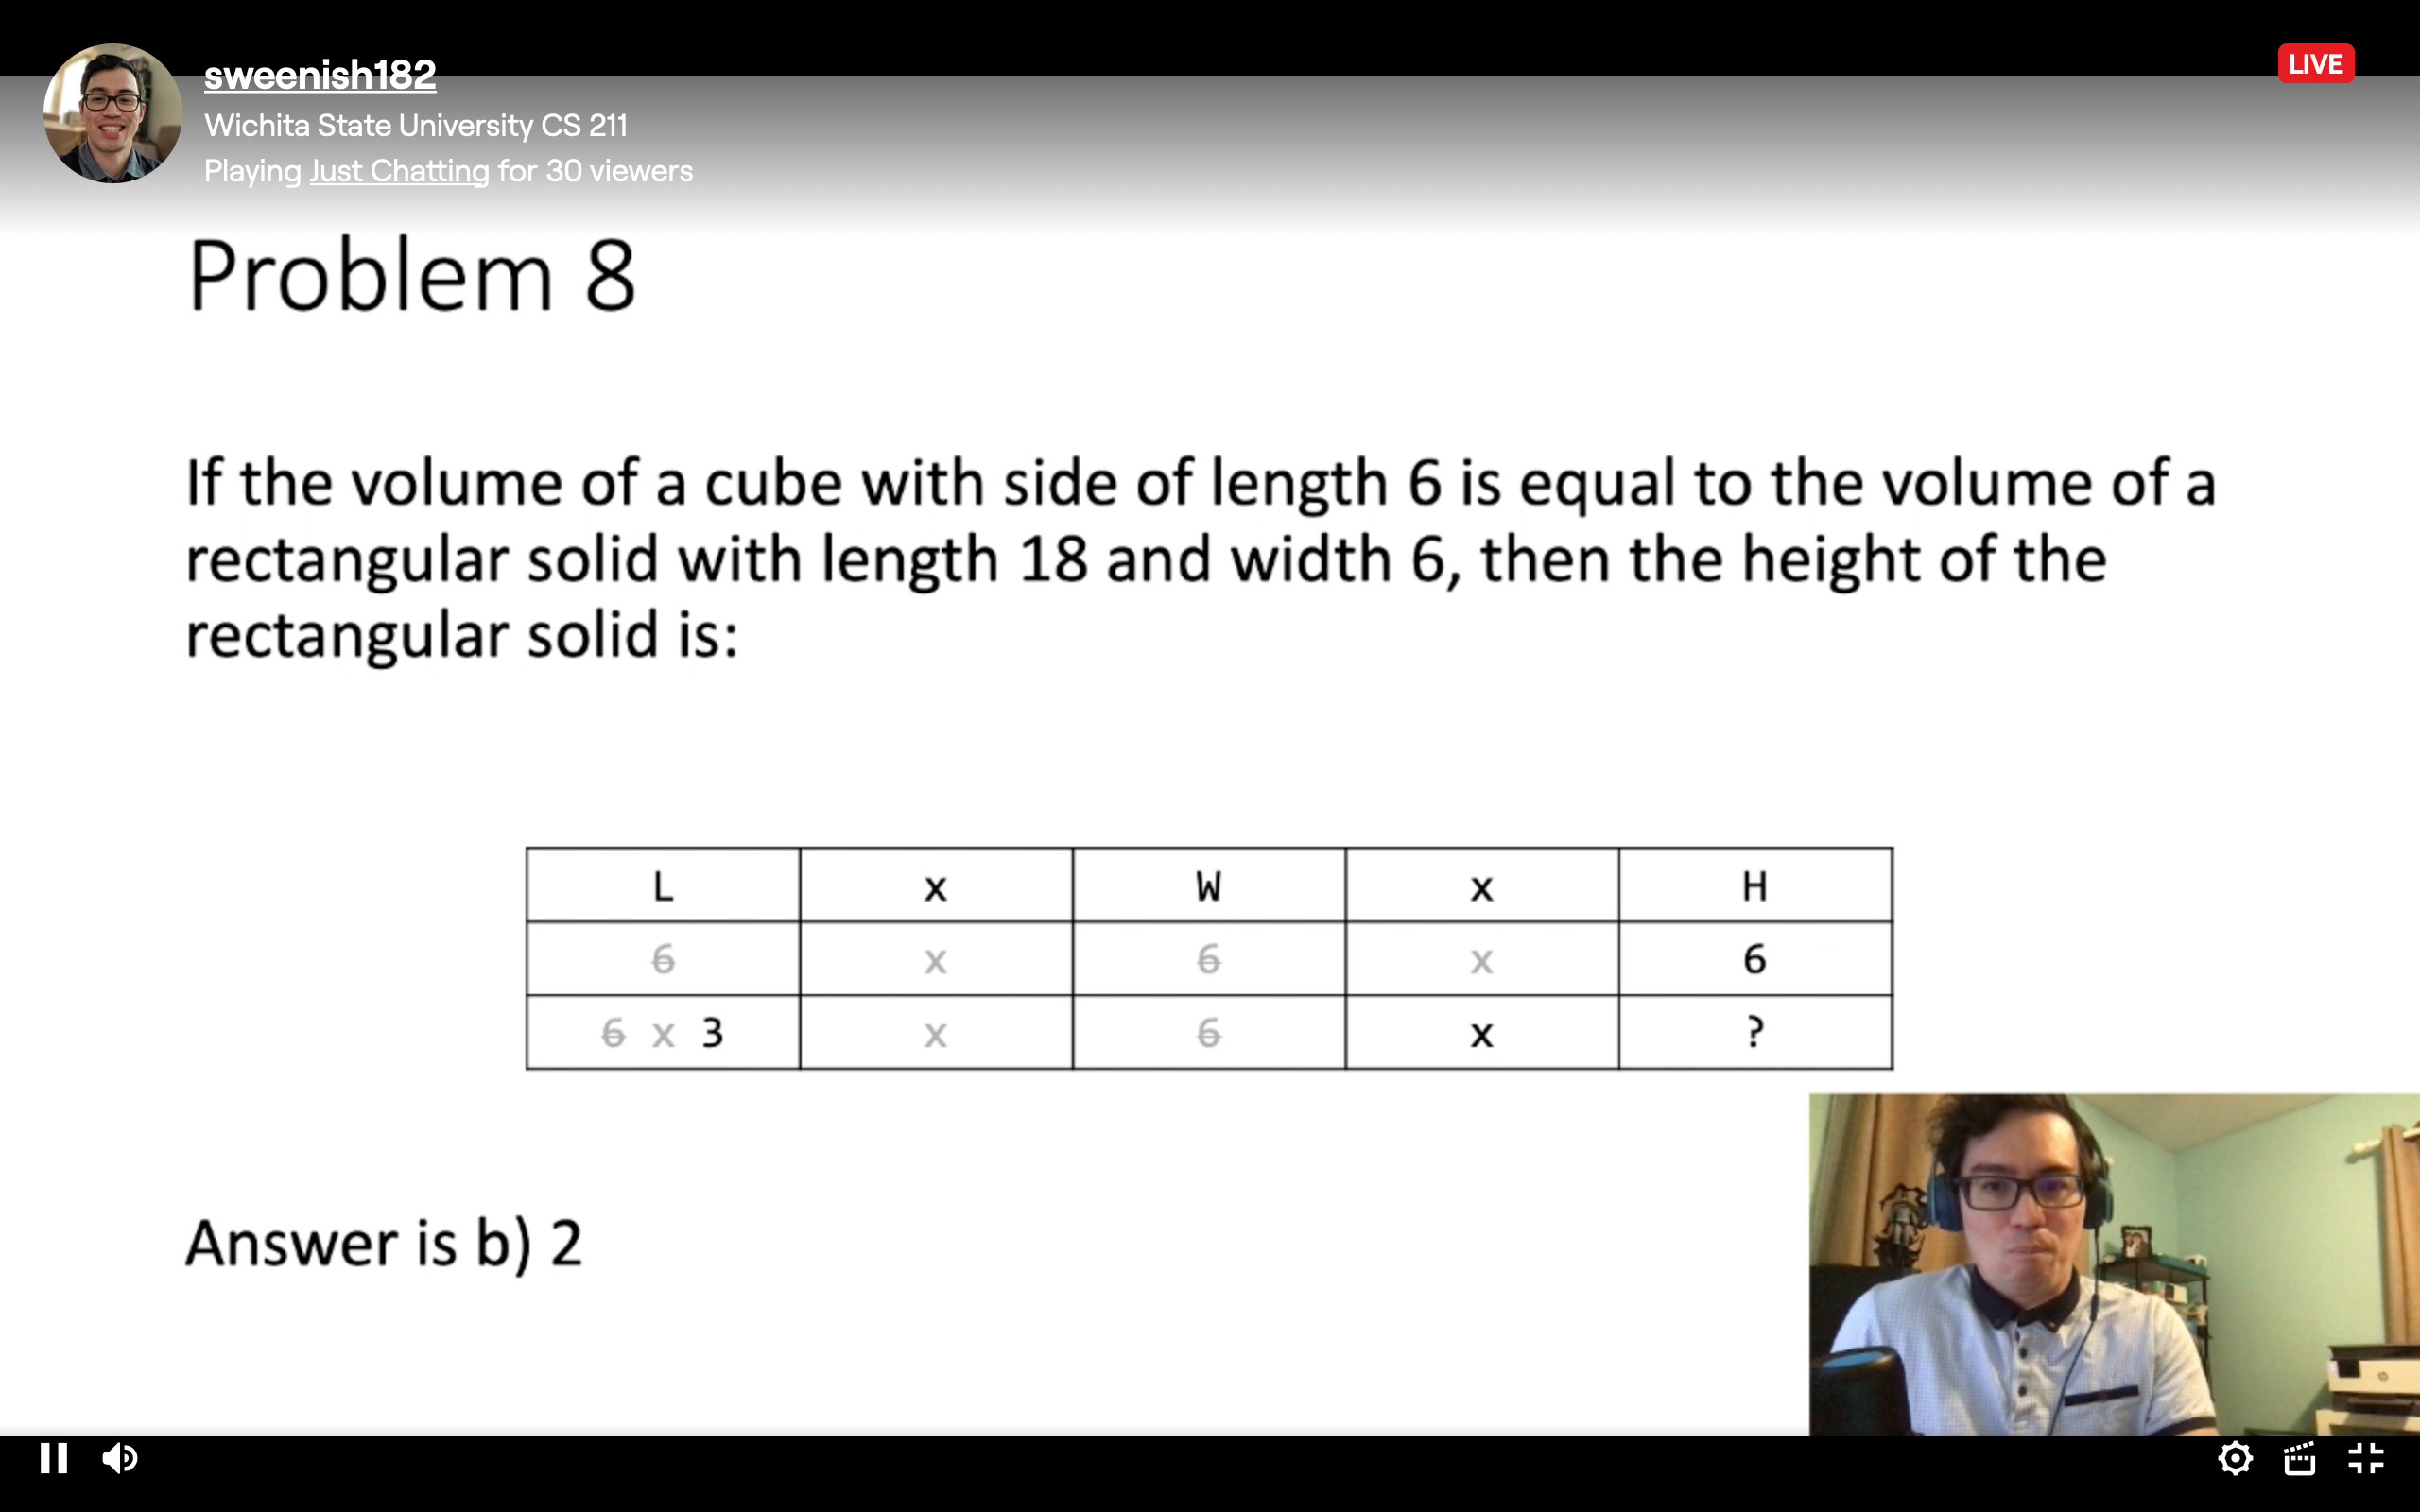 sweenish182
LIVE
Wichita State University CS 211
Playing Just Chatting for 30 viewers
Problem 8
If the volume of a cube with side of length 6 is equal to the volume of a
rectangular solid with length 18 and width 6, then the height of the
rectangular solid is:
L x W x H
6 x 6 x 6
6 x 3 x 6 x ?
Answer is b) 2